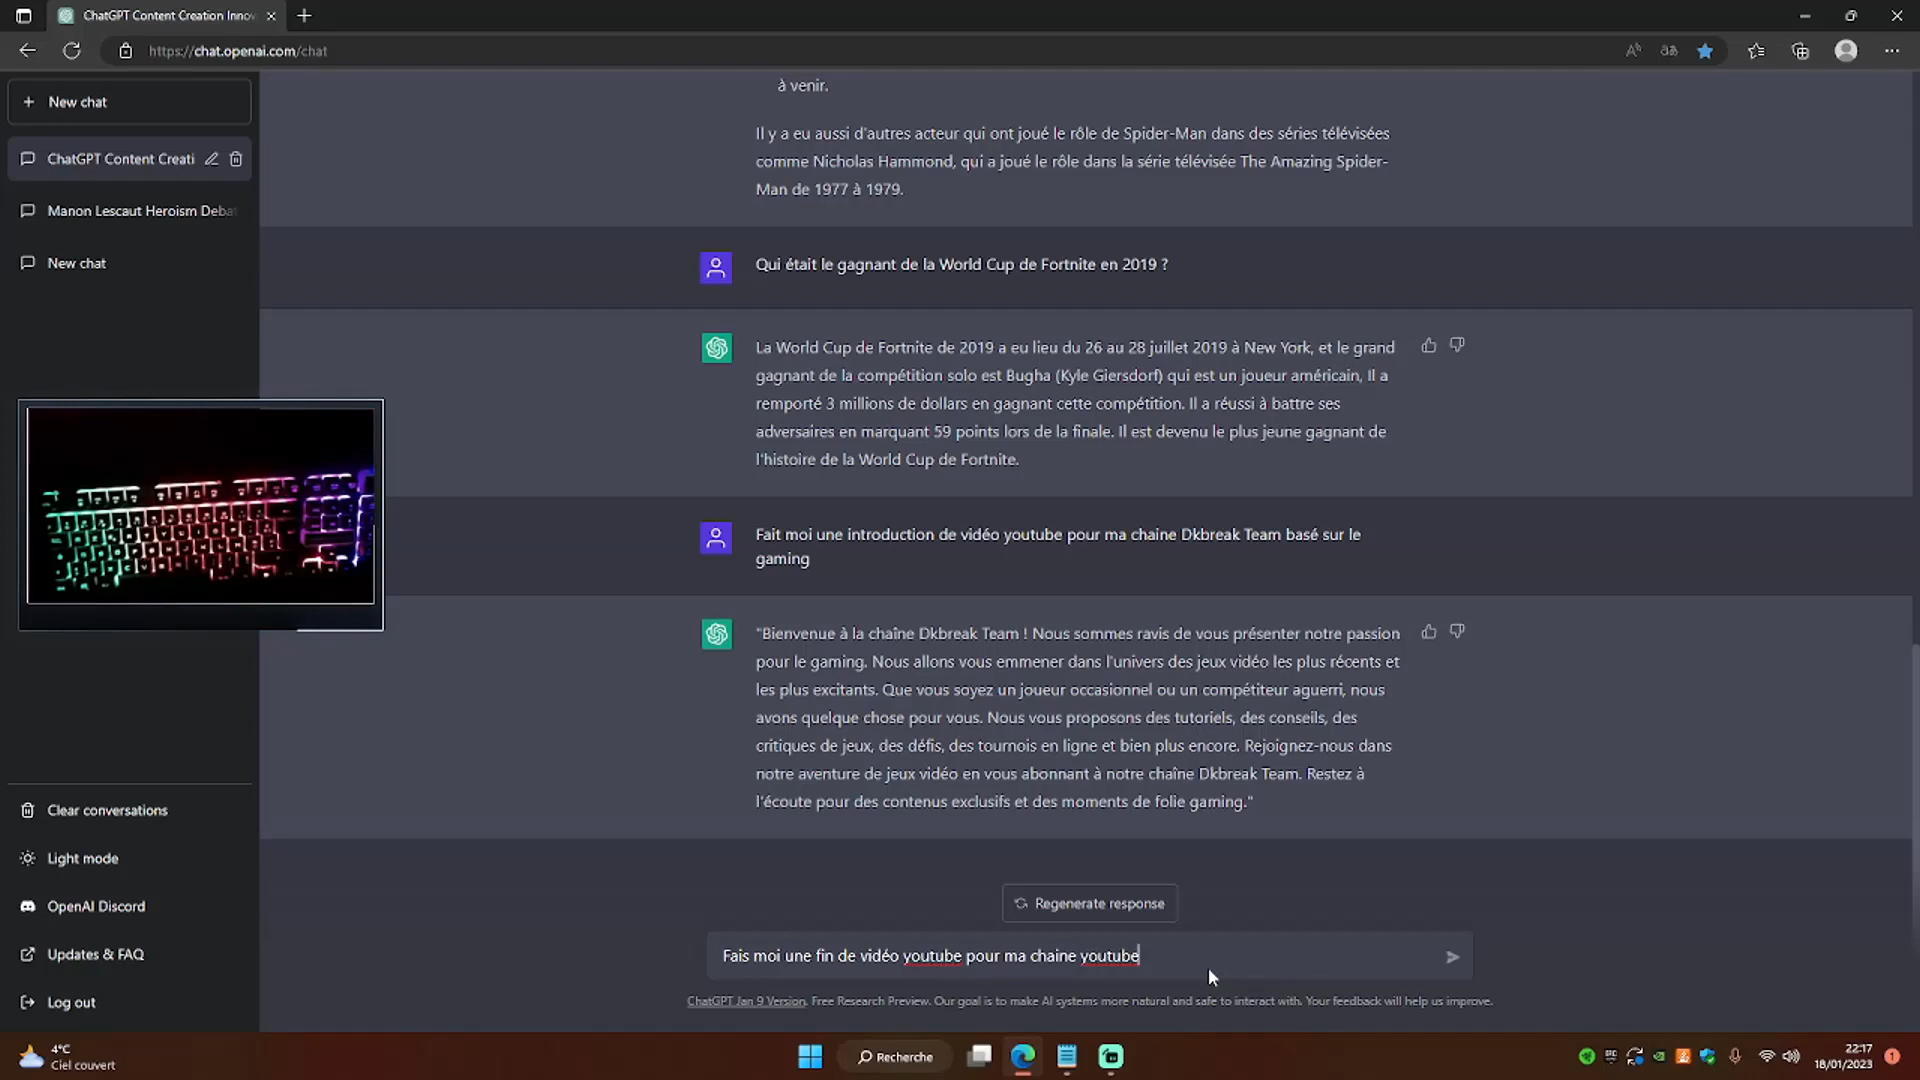 ChatGPT Content Creation Innov
https://chat.openai.com/chat
New chat
ChatGPT Content Creati
Manon Lescaut Heroism Deba
New chat
à venir.
Il y a eu aussi d'autres acteur qui ont joué le rôle de Spider-Man dans des séries télévisées
comme Nicholas Hammond, qui a joué le rôle dans la série télévisée The Amazing Spider-
Man de 1977 à 1979.
Qui était le gagnant de la World Cup de Fortnite en 2019 ?
La World Cup de Fortnite de 2019 a eu lieu du 26 au 28 juillet 2019 à New York, et le grand
gagnant de la compétition solo est Bugha (Kyle Giersdorf) qui est un joueur américain, Il a
remporté 3 millions de dollars en gagnant cette compétition. Il a réussi à battre ses
adversaires en marquant 59 points lors de la finale. Il est devenu le plus jeune gagnant de
l'histoire de la World Cup de Fortnite.
Fait moi une introduction de vidéo youtube pour ma chaine Dkbreak Team basé sur le
gaming
"Bienvenue à la chaîne Dkbreak Team ! Nous sommes ravis de vous présenter notre passion
pour le gaming. Nous allons vous emmener dans l'univers des jeux vidéo les plus récents et
les plus excitants. Que vous soyez un joueur occasionnel ou un compétiteur aguerri, nous
avons quelque chose pour vous. Nous vous proposons des tutoriels, des conseils, des
critiques de jeux, des défis, des tournois en ligne et bien plus encore. Rejoignez-nous dans
notre aventure de jeux vidéo en vous abonnant à notre chaîne Dkbreak Team. Restez à
l'écoute pour des contenus exclusifs et des moments de folie gaming."
Clear conversations
Light mode
OpenAI Discord
Updates & FAQ
Log out
Regenerate response
Fais moi une fin de vidéo youtube pour ma chaine youtube
ChatGPT Jan 9 Version. Free Research Preview. Our goal is to make AI systems more natural and safe to interact with. Your feedback will help us improve.
4°C
Ciel couvert
Recherche
22:17
18/01/2023
1